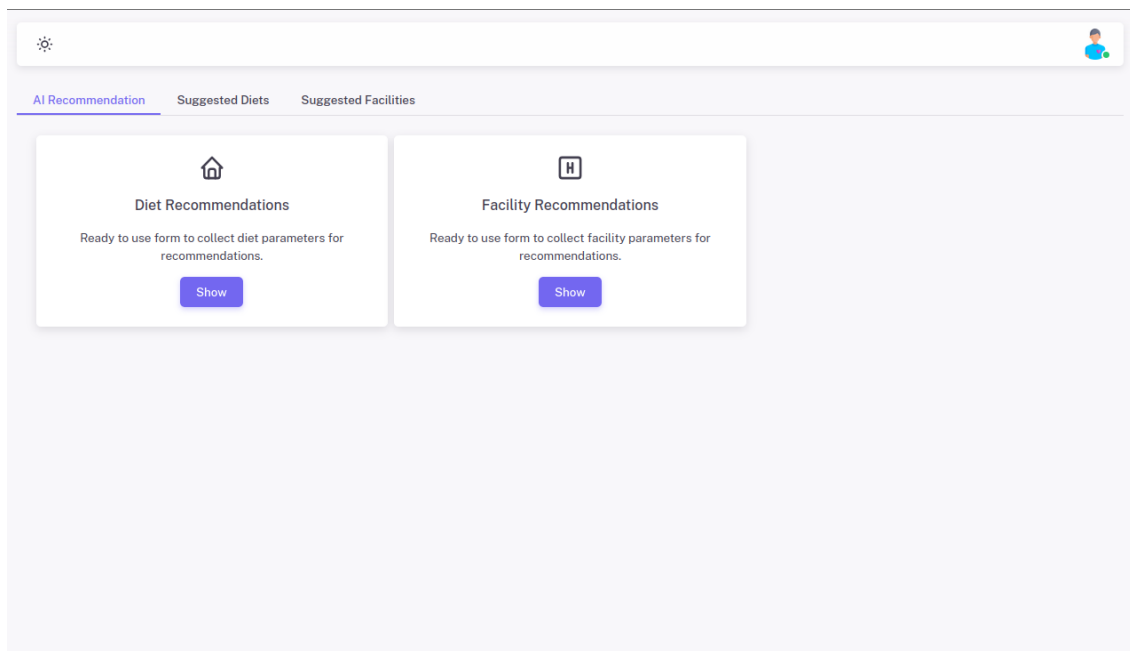 AI Recommendation Suggested Diets Suggested Facilities
H
Diet Recommendations
Ready to use form to collect diet parameters for
recommendations.
Show
Facility Recommendations
Ready to use form to collect facility parameters for
recommendations.
Show